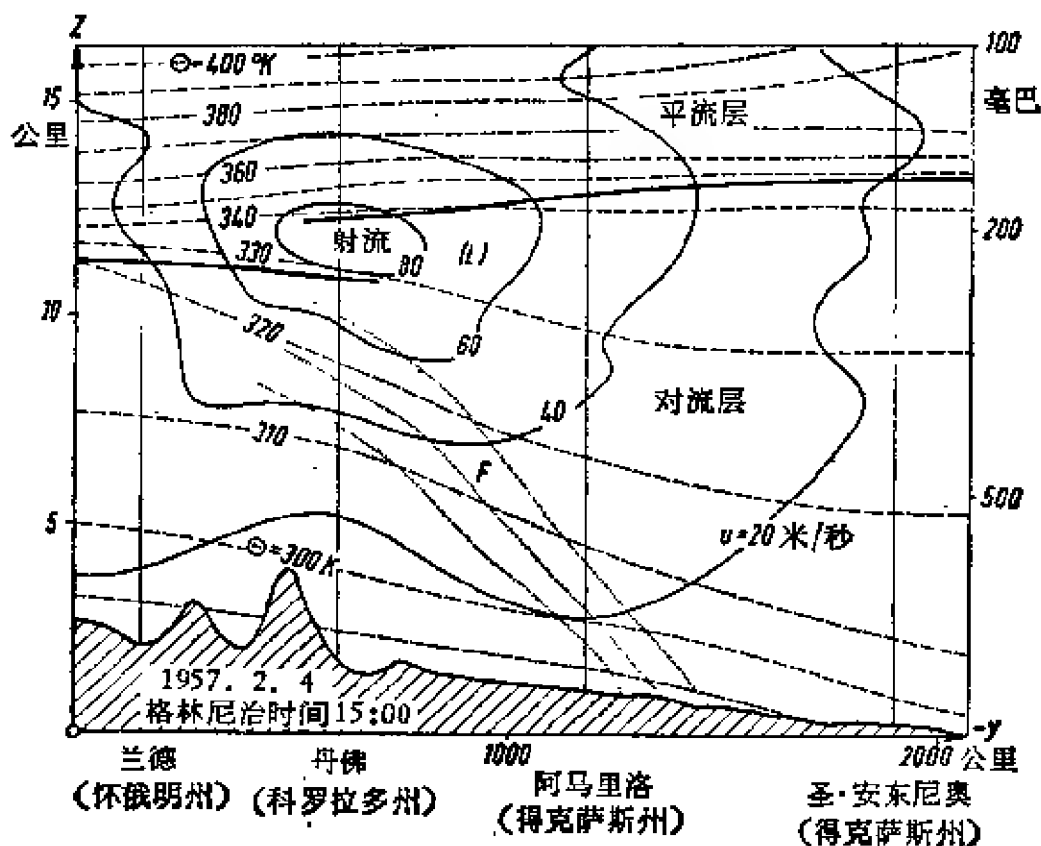 Z
15
公里
10
5
Θ=400 °K
380
360
340
330
320
310
Θ=300 K
射流
80
(t)
60
40
F
u=20 米/秒
平流层
对流层
100
毫巴
200
500
-y
1957. 2. 4
格林尼治时间15:00
1000
2000 公里
兰德
(怀俄明州)
丹佛
(科罗拉多州)
阿马里洛
(得克萨斯州)
圣·安东尼奥
(得克萨斯州)